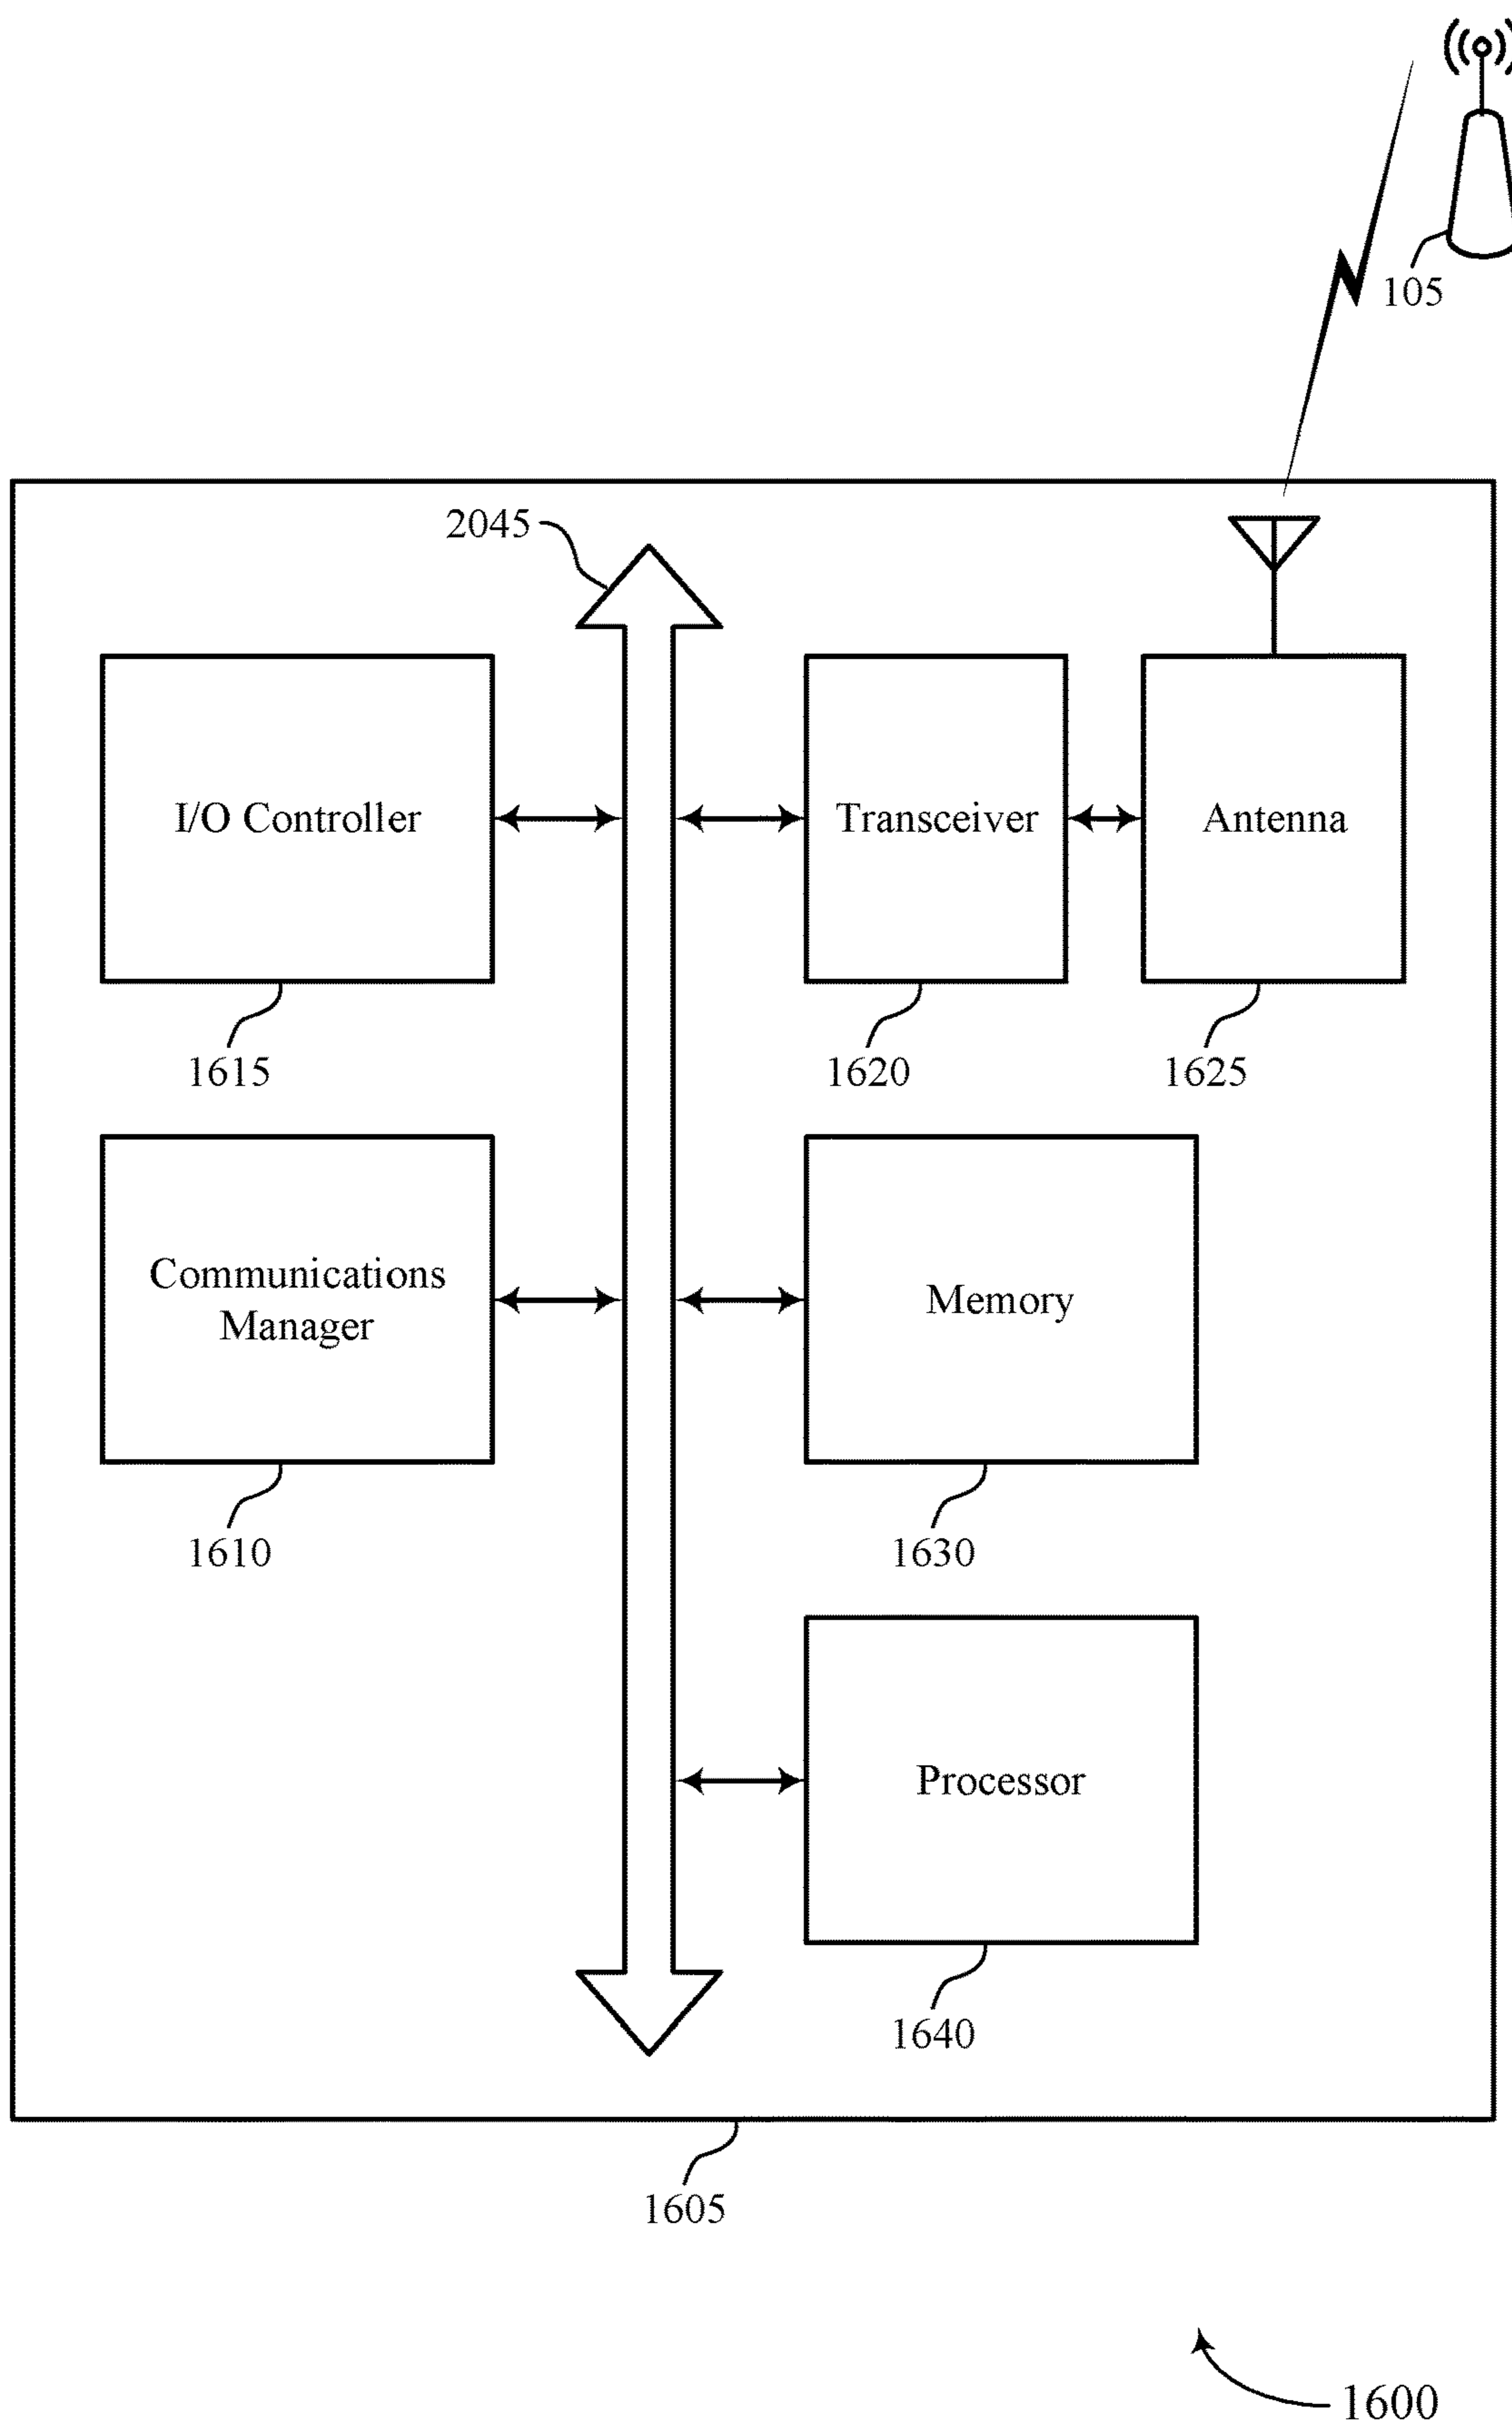 105
2045
I/O Controller
Transceiver
Antenna
1615
1620
1625
Communications
Manager
Memory
1610
1630
Processor
1640
1605
1600